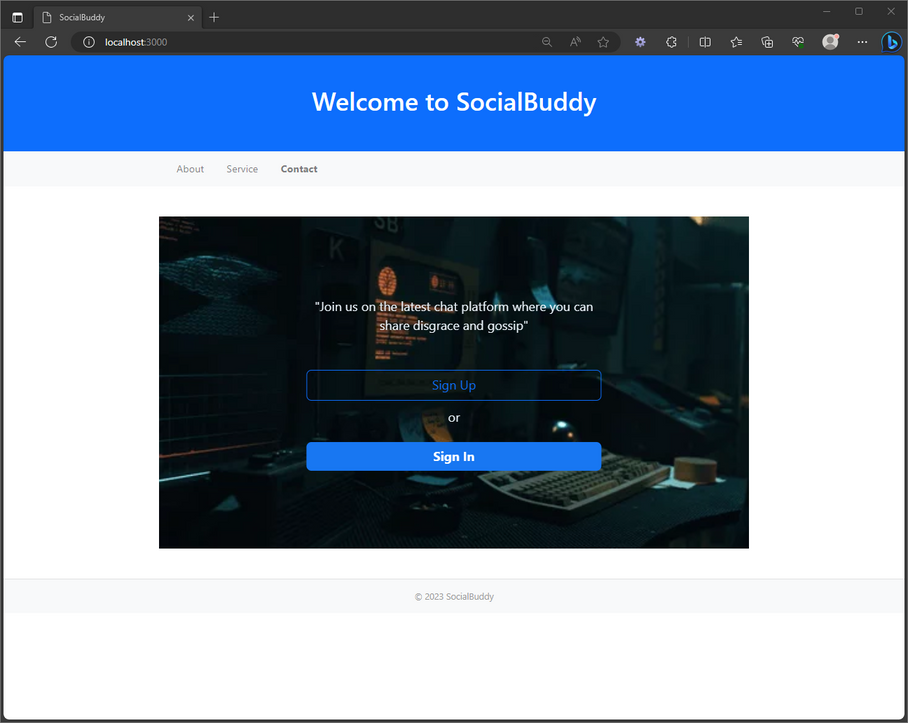 SocialBuddy
localhost:3000
Welcome to SocialBuddy
About Service Contact
SB
K
"Join us on the latest chat platform where you can
share disgrace and gossip"
Sign Up
or
Sign In
© 2023 SocialBuddy